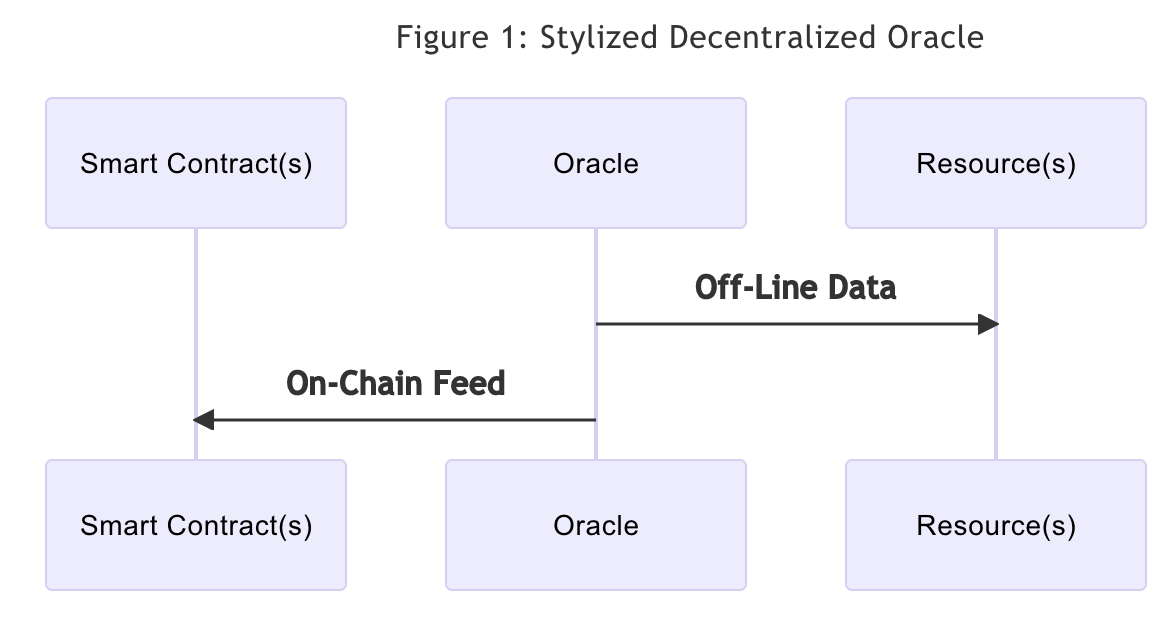 Figure 1: Stylized Decentralized Oracle
Smart Contract(s)
Oracle
Resource(s)
Off-Line Data
On-Chain Feed
Smart Contract(s)
Oracle
Resource(s)